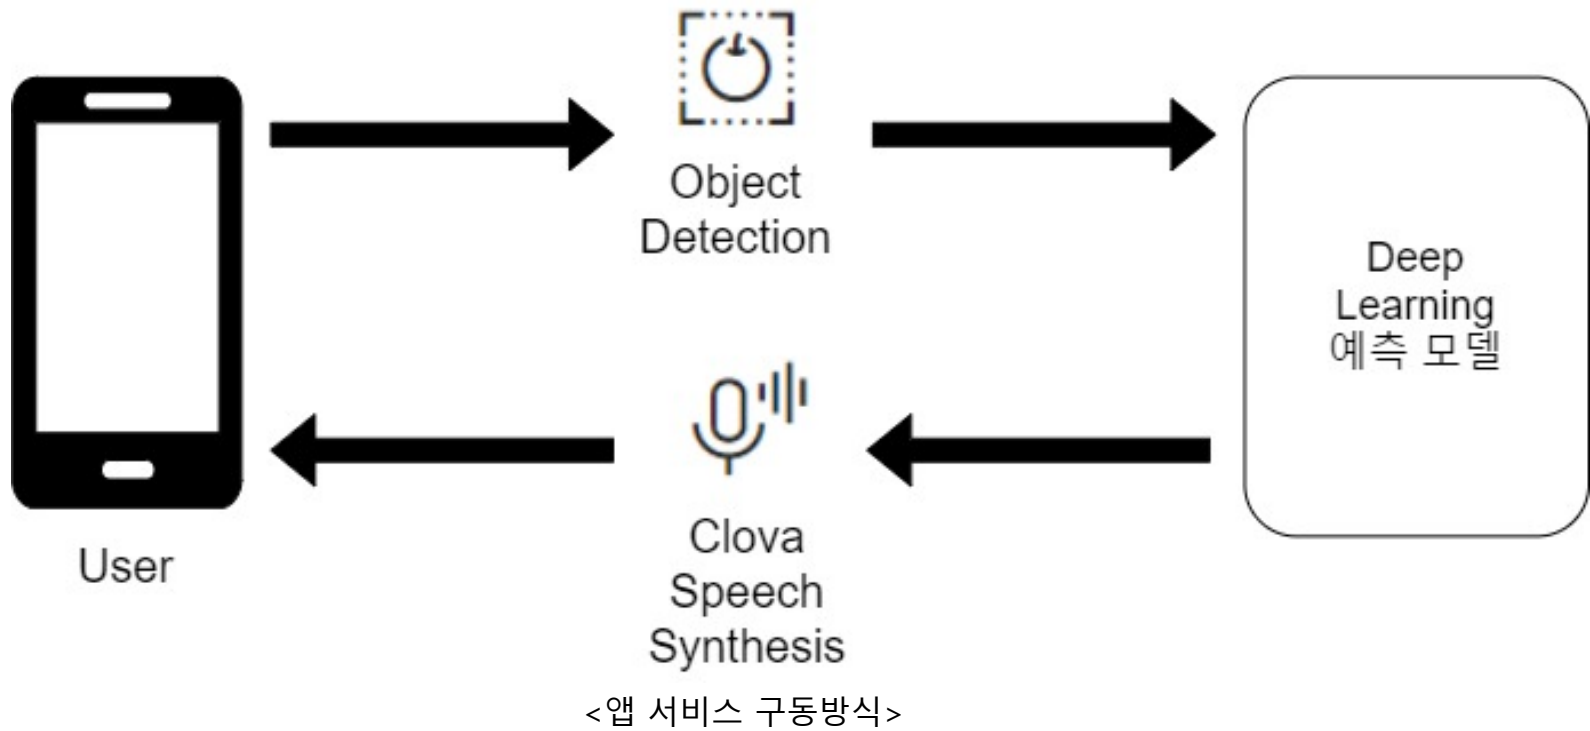 Object
Detection
Deep
Learning
예측 모델
User
Clova
Speech
Synthesis
<앱 서비스 구동방식>